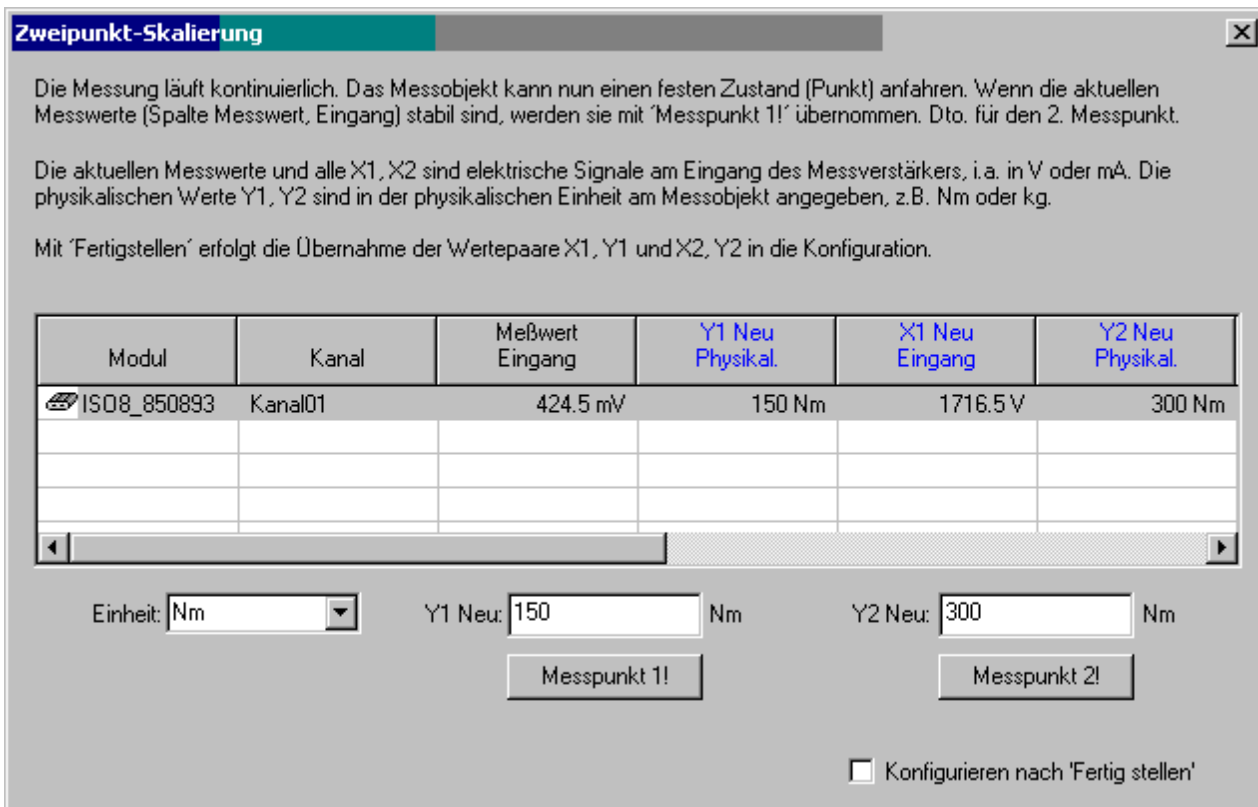 Zweipunkt-Skalierung
Die Messung läuft kontinuierlich. Das Messobjekt kann nun einen festen Zustand (Punkt) anfahren. Wenn die aktuellen
Messwerte (Spalte Messwert, Eingang) stabil sind, werden sie mit ´Messpunkt 1!´ übernommen. Dto. für den 2. Messpunkt.
Die aktuellen Messwerte und alle X1, X2 sind elektrische Signale am Eingang des Messverstärkers, i.a. in V oder mA. Die
physikalischen Werte Y1, Y2 sind in der physikalischen Einheit am Messobjekt angegeben, z.B. Nm oder kg.
Mit ´Fertigstellen´ erfolgt die Übernahme der Wertepaare X1, Y1 und X2, Y2 in die Konfiguration.
Modul Kanal Meßwert Eingang Y1 Neu Physikal. X1 Neu Eingang Y2 Neu Physikal.
ISO8_850893 Kanal01 424.5 mV 150 Nm 1716.5 V 300 Nm
Einheit: Nm Y1 Neu: 150 Nm Y2 Neu: 300 Nm
Messpunkt 1! Messpunkt 2!
Konfigurieren nach 'Fertig stellen'